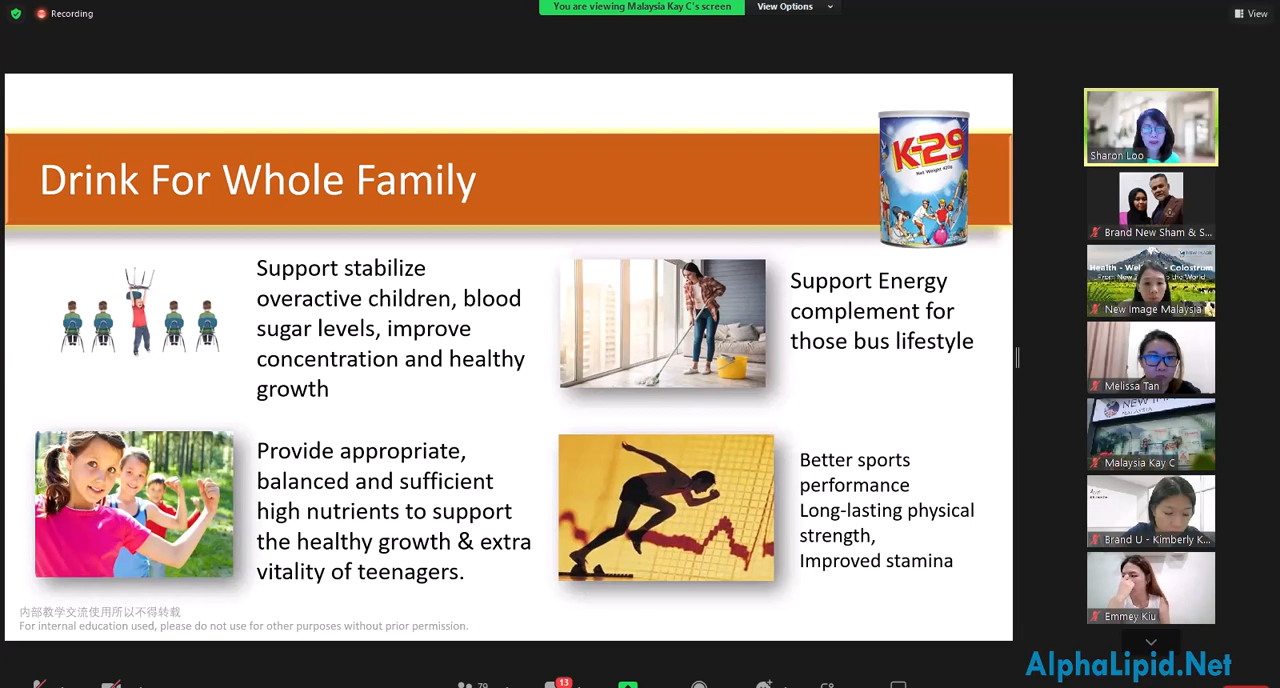 Recording
You are viewing Malaysia Kay C's screen
View Options
View
Drink For Whole Family
K-29
Net Weight 420g
Support stabilize
overactive children, blood
sugar levels, improve
concentration and healthy
growth
Support Energy
complement for
those bus lifestyle
Provide appropriate,
balanced and sufficient
high nutrients to support
the healthy growth & extra
vitality of teenagers.
Better sports
performance
Long-lasting physical
strength,
Improved stamina
内部教学交流使用所以不得转载
For internal education used, please do not use for other purposes without prior permission.
Sharon Loo
Brand New Sham & S...
New Image Malaysia
Melissa Tan
Malaysia Kay C
Brand U - Kimberly K...
Emmey Kiu
13
AlphaLipid.Net